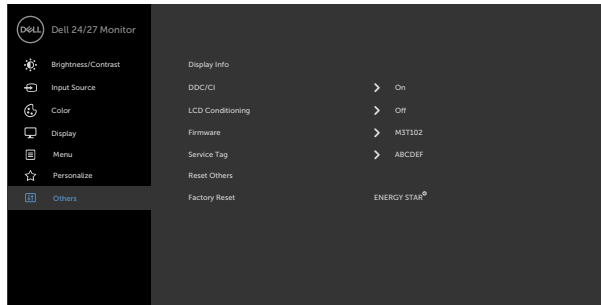 DELL Dell 24/27 Monitor
Brightness/Contrast Display Info
Input Source DDC/CI On
Color LCD Conditioning Off
Display Firmware M3T102
Menu Service Tag ABCDEF
Personalize Reset Others
Others Factory Reset ENERGY STAR®